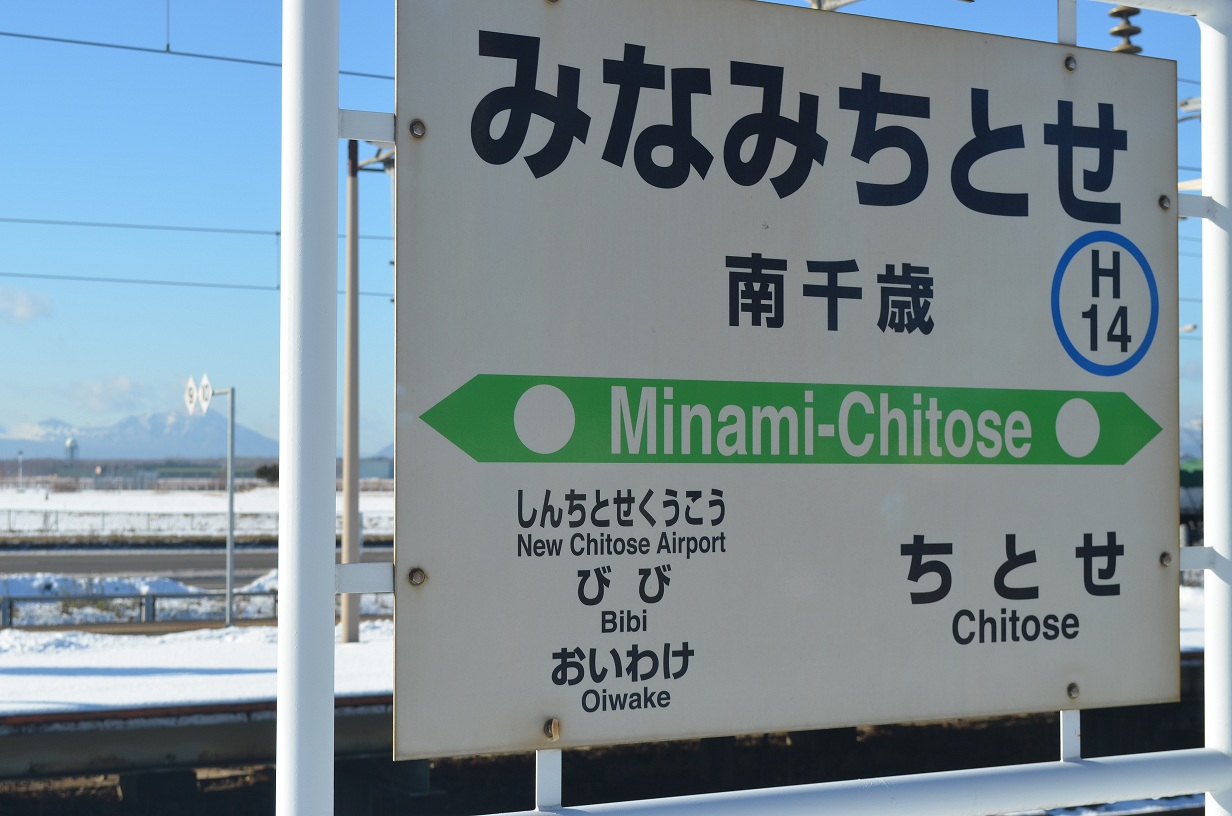 みなみちとせ
南千歳
H
14
Minami-Chitose
しんちとせくうこう
New Chitose Airport
びび
Bibi
おいわけ
Oiwake
ちとせ
Chitose